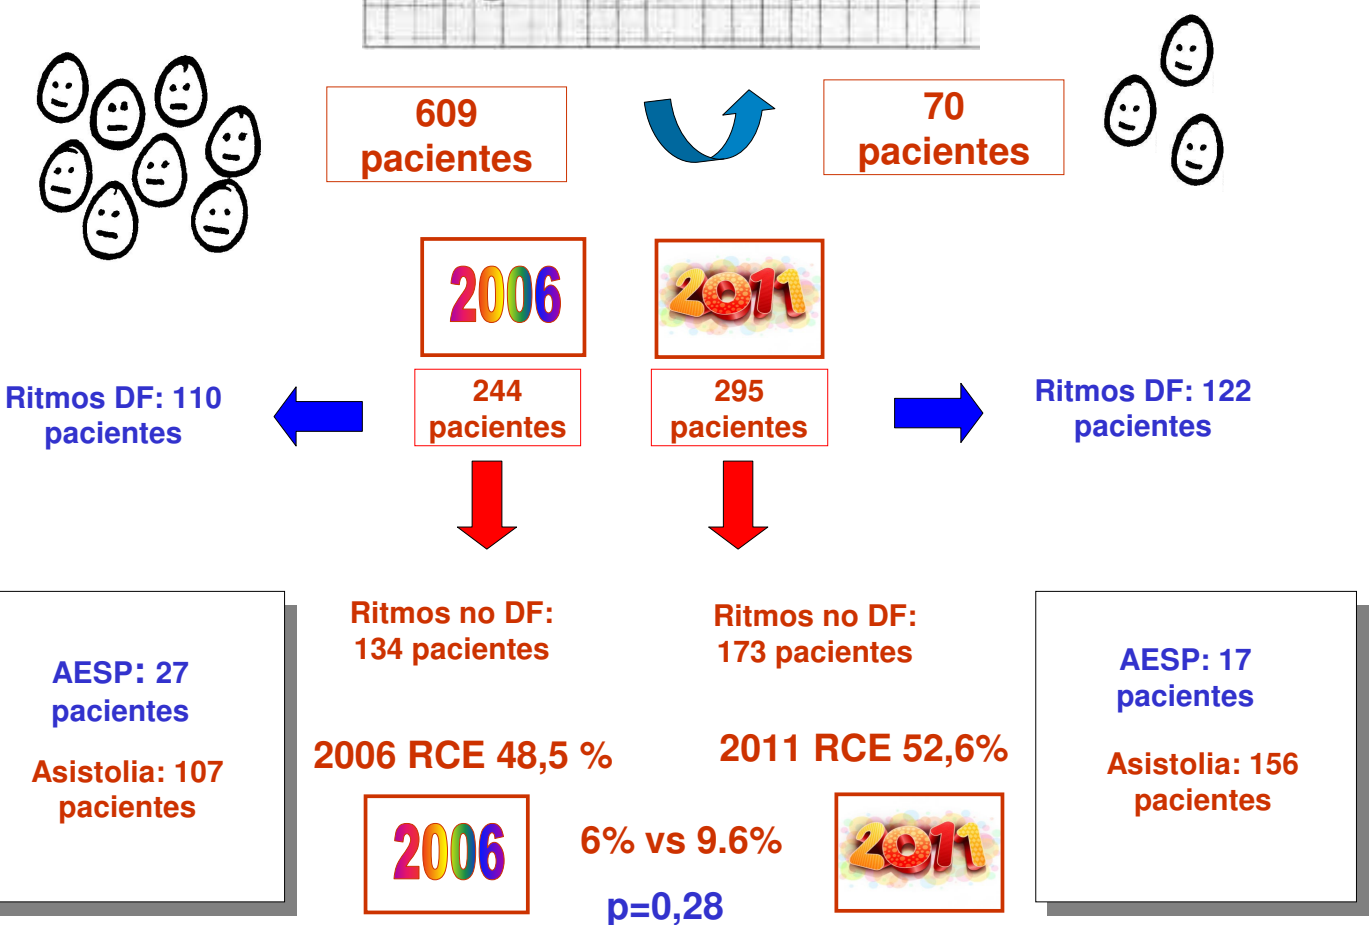 609
pacientes
70
pacientes
2006
2011
Ritmos DF: 110
pacientes
244
pacientes
295
pacientes
Ritmos DF: 122
pacientes
Ritmos no DF:
134 pacientes
Ritmos no DF:
173 pacientes
AESP: 27
pacientes
Asistolia: 107
pacientes
AESP: 17
pacientes
Asistolia: 156
pacientes
2006 RCE 48,5 %
2011 RCE 52,6%
2006
6% vs 9.6%
2011
p=0,28